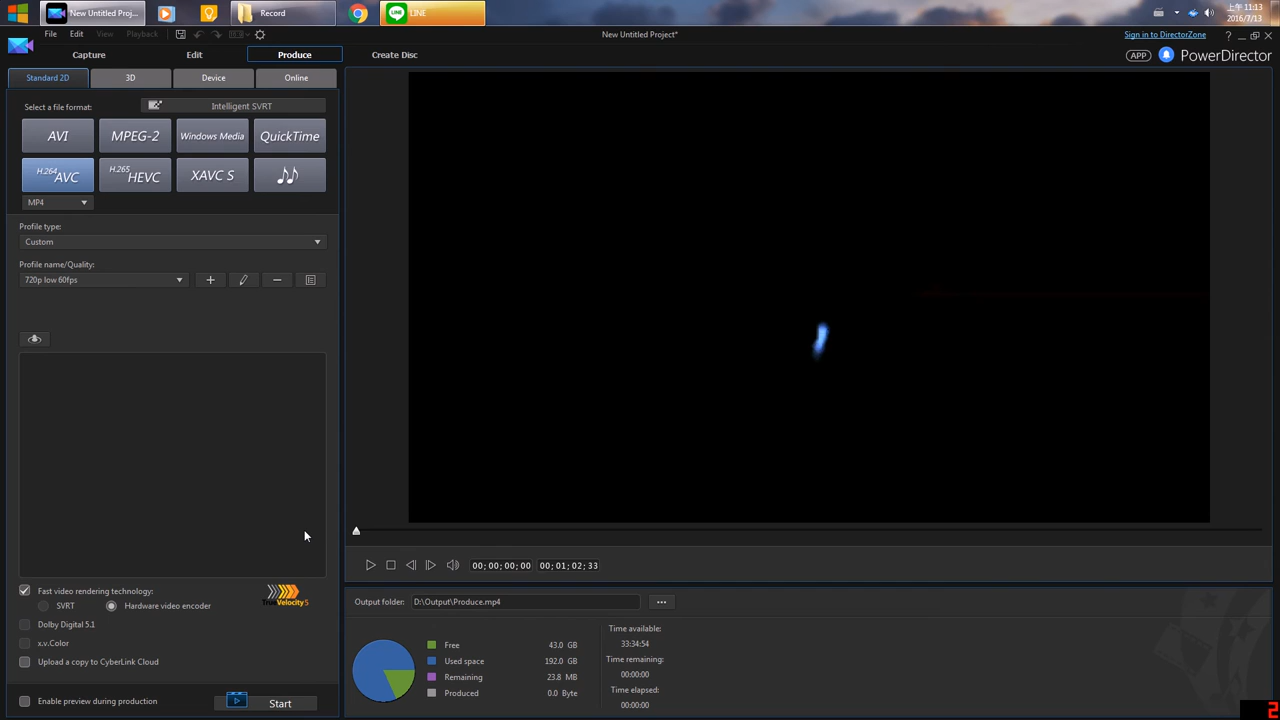 "New Untitled Proj...
Record
LINE
上午 11:13
2016/7/13
File
Edit
View
Playback
New Untitled Project*
Sign in to DirectorZone
?
Capture
Edit
Produce
Create Disc
APP
PowerDirector
Standard 2D
3D
Device
Online
Select a file format:
Intelligent SVRT
AVI
MPEG-2
Windows Media
QuickTime
H.264 AVC
H.265 HEVC
XAVC S
MP4
Profile type:
Custom
Profile name/Quality:
720p low 60fps
Fast video rendering technology:
TrueVelocity 5
SVRT
Hardware video encoder
Dolby Digital 5.1
x.v.Color
Upload a copy to CyberLink Cloud
Enable preview during production
Start
00;00;00;00
00;01;02;33
Output folder:
D:\Output\Produce.mp4
...
Free
43.0 GB
Used space
192.0 GB
Remaining
23.8 MB
Produced
0.0 Byte
Time available:
33:34:54
Time remaining:
00:00:00
Time elapsed:
00:00:00
2